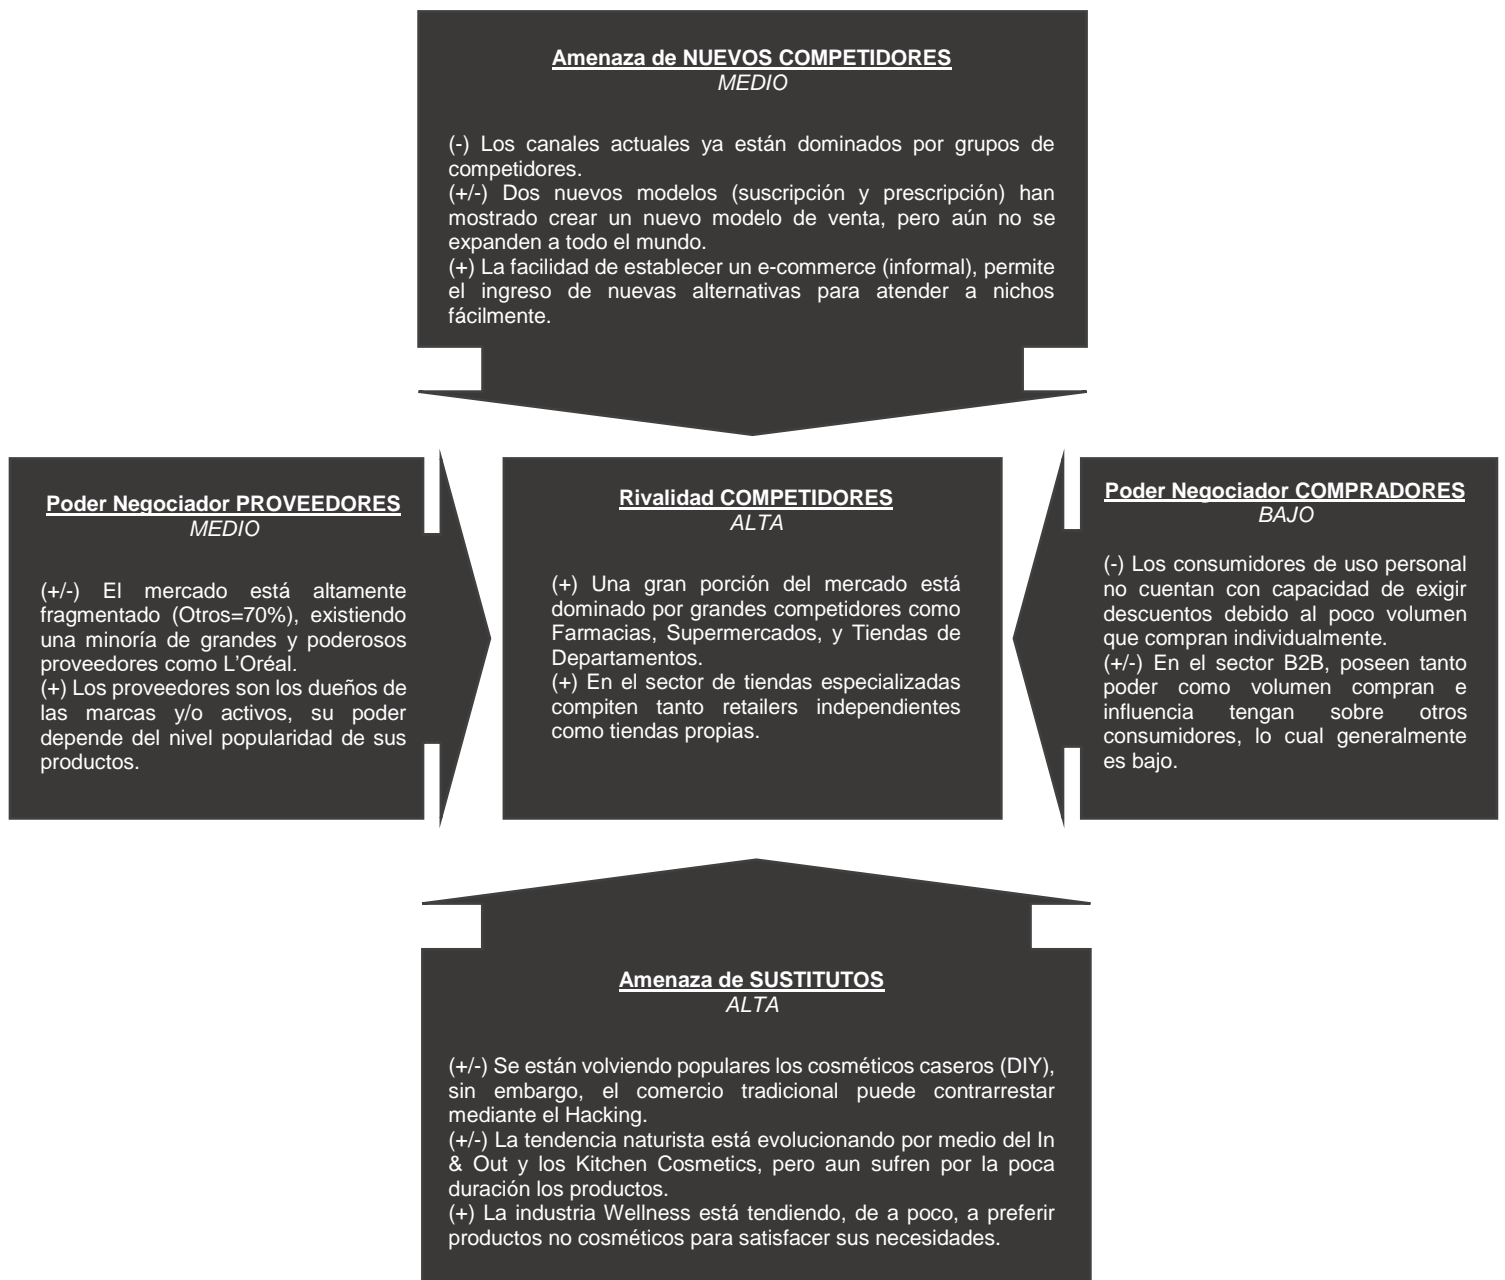 Amenaza de NUEVOS COMPETIDORES
MEDIO
(-) Los canales actuales ya están dominados por grupos de
competidores.
(+/-) Dos nuevos modelos (suscripción y prescripción) han
mostrado crear un nuevo modelo de venta, pero aún no se
expanden a todo el mundo.
(+) La facilidad de establecer un e-commerce (informal), permite
el ingreso de nuevas alternativas para atender a nichos
fácilmente.
Poder Negociador PROVEEDORES
MEDIO
(+/-) El mercado está altamente
fragmentado (Otros=70%), existiendo
una minoría de grandes y poderosos
proveedores como L'Oréal.
(+) Los proveedores son los dueños de
las marcas y/o activos, su poder
depende del nivel popularidad de sus
productos.
Rivalidad COMPETIDORES
ALTA
(+) Una gran porción del mercado está
dominado por grandes competidores como
Farmacias, Supermercados, y Tiendas de
Departamentos.
(+) En el sector de tiendas especializadas
compiten tanto retailers independientes
como tiendas propias.
Poder Negociador COMPRADORES
BAJO
(-) Los consumidores de uso personal
no cuentan con capacidad de exigir
descuentos debido al poco volumen
que compran individualmente.
(+/-) En el sector B2B, poseen tanto
poder como volumen compran e
influencia tengan sobre otros
consumidores, lo cual generalmente
es bajo.
Amenaza de SUSTITUTOS
ALTA
(+/-) Se están volviendo populares los cosméticos caseros (DIY),
sin embargo, el comercio tradicional puede contrarrestar
mediante el Hacking.
(+/-) La tendencia naturista está evolucionando por medio del In
& Out y los Kitchen Cosmetics, pero aun sufren por la poca
duración los productos.
(+) La industria Wellness está tendiendo, de a poco, a preferir
productos no cosméticos para satisfacer sus necesidades.